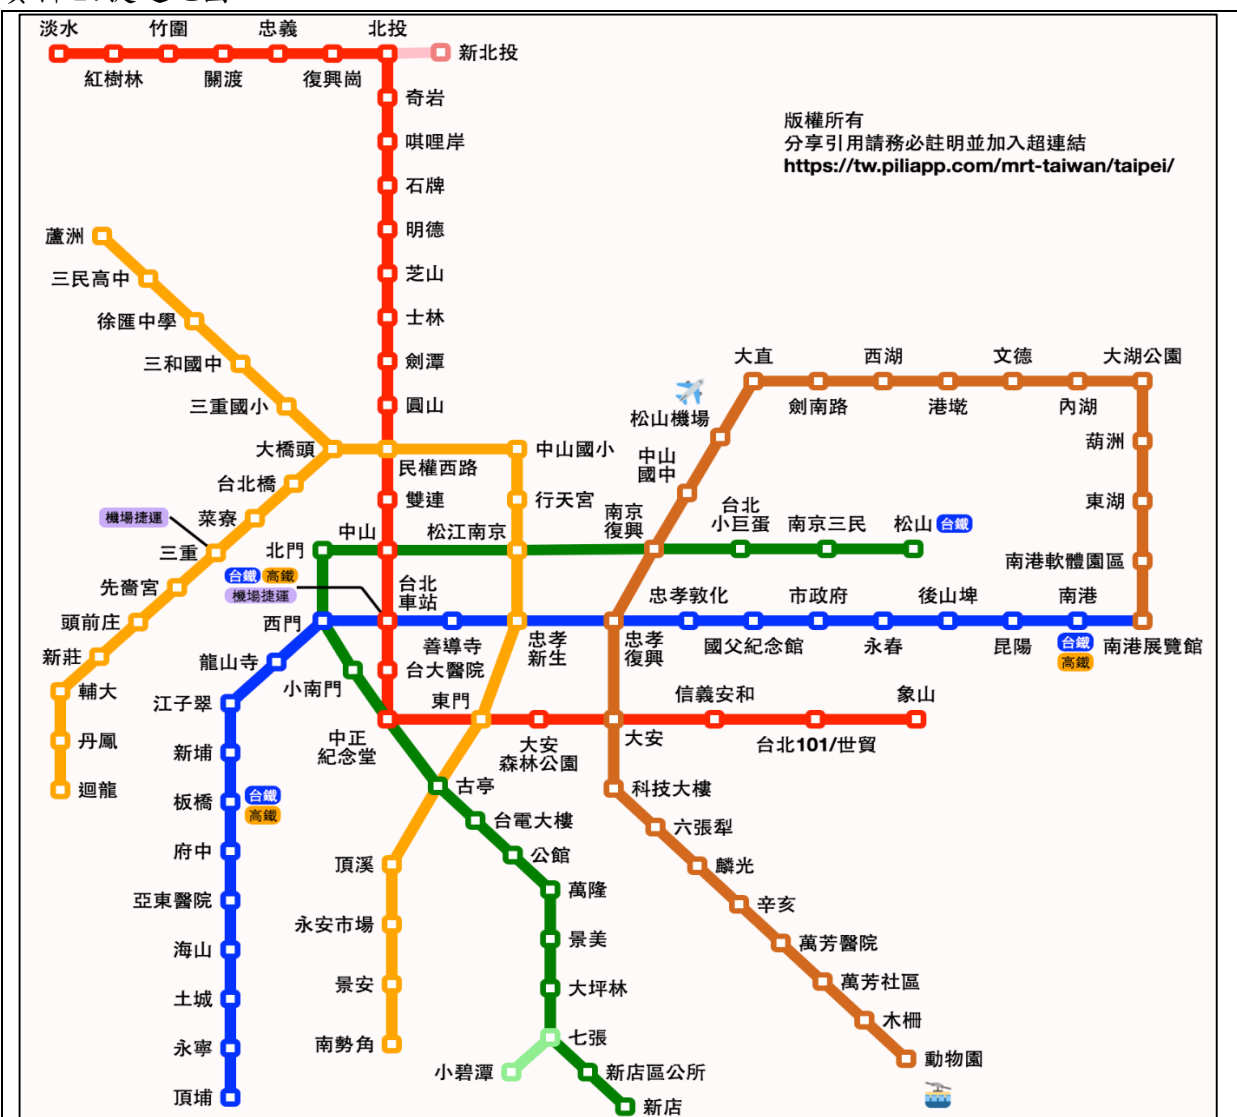 淡水
竹圍
忠義
北投
新北投
紅樹林
關渡
復興崗
奇岩
唭哩岸
石牌
明德
芝山
士林
劍潭
圓山
版權所有
分享引用請務必註明並加入超連結
https://tw.piliapp.com/mrt-taiwan/taipei/
蘆洲
三民高中
徐匯中學
三和國中
三重國小
大橋頭
台北橋
菜寮
機場捷運
三重
先嗇宮
頭前庄
新莊
輔大
丹鳳
迴龍
民權西路
中山國小
雙連
行天宮
中山
松江南京
北門
台鐵
高鐵
機場捷運
台北
車站
西門
善導寺
忠孝
新生
大直
西湖
文德
大湖公園
劍南路
港墘
內湖
松山機場
中山
國中
葫洲
東湖
南港軟體園區
南港展覽館
南京
復興
台北
小巨蛋
南京三民
松山
台鐵
忠孝
復興
忠孝敦化
國父紀念館
市政府
永春
後山埤
昆陽
南港
台鐵
高鐵
龍山寺
江子翠
新埔
板橋
台鐵
高鐵
府中
亞東醫院
海山
土城
永寧
頂埔
小南門
台大醫院
中正
紀念堂
東門
大安
森林公園
大安
信義安和
台北101/世貿
象山
古亭
台電大樓
公館
萬隆
景美
大坪林
七張
小碧潭
新店區公所
新店
頂溪
永安市場
景安
南勢角
科技大樓
六張犁
麟光
辛亥
萬芳醫院
萬芳社區
木柵
動物園